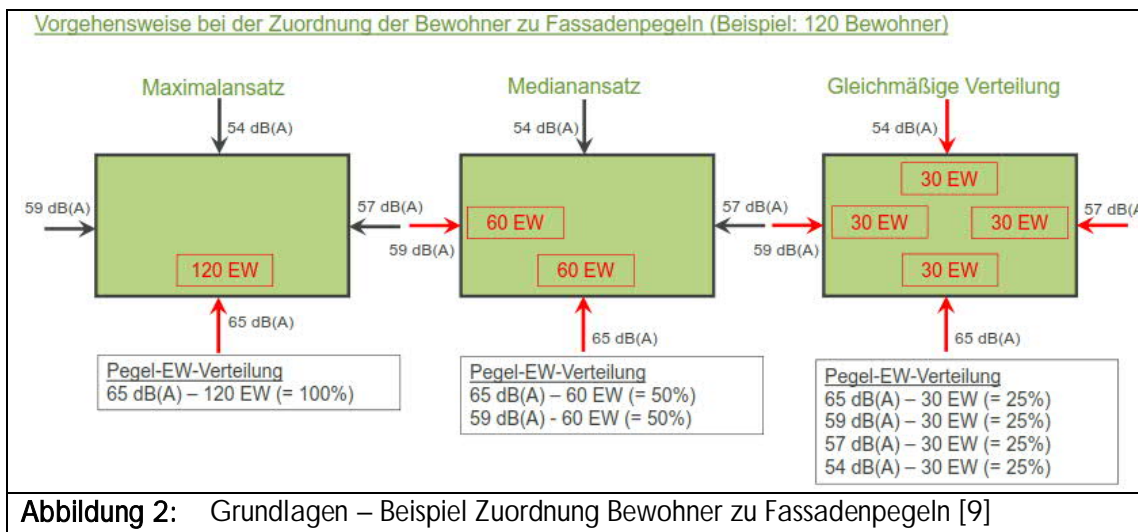 Vorgehensweise bei der Zuordnung der Bewohner zu Fassadenpegeln (Beispiel: 120 Bewohner)
Maximalansatz
54 dB(A)
59 dB(A)
57 dB(A)
120 EW
65 dB(A)
Pegel-EW-Verteilung
65 dB(A) – 120 EW (= 100%)
Medianansatz
54 dB(A)
59 dB(A)
60 EW
57 dB(A)
60 EW
65 dB(A)
Pegel-EW-Verteilung
65 dB(A) – 60 EW (= 50%)
59 dB(A) - 60 EW (= 50%)
Gleichmäßige Verteilung
54 dB(A)
30 EW
59 dB(A)
30 EW
30 EW
57 dB(A
30 EW
65 dB(A)
Pegel-EW-Verteilung
65 dB(A) – 30 EW (= 25%)
59 dB(A) – 30 EW (= 25%)
57 dB(A) – 30 EW (= 25%)
54 dB(A) – 30 EW (= 25%)
Abbildung 2: Grundlagen – Beispiel Zuordnung Bewohner zu Fassadenpegeln [9]